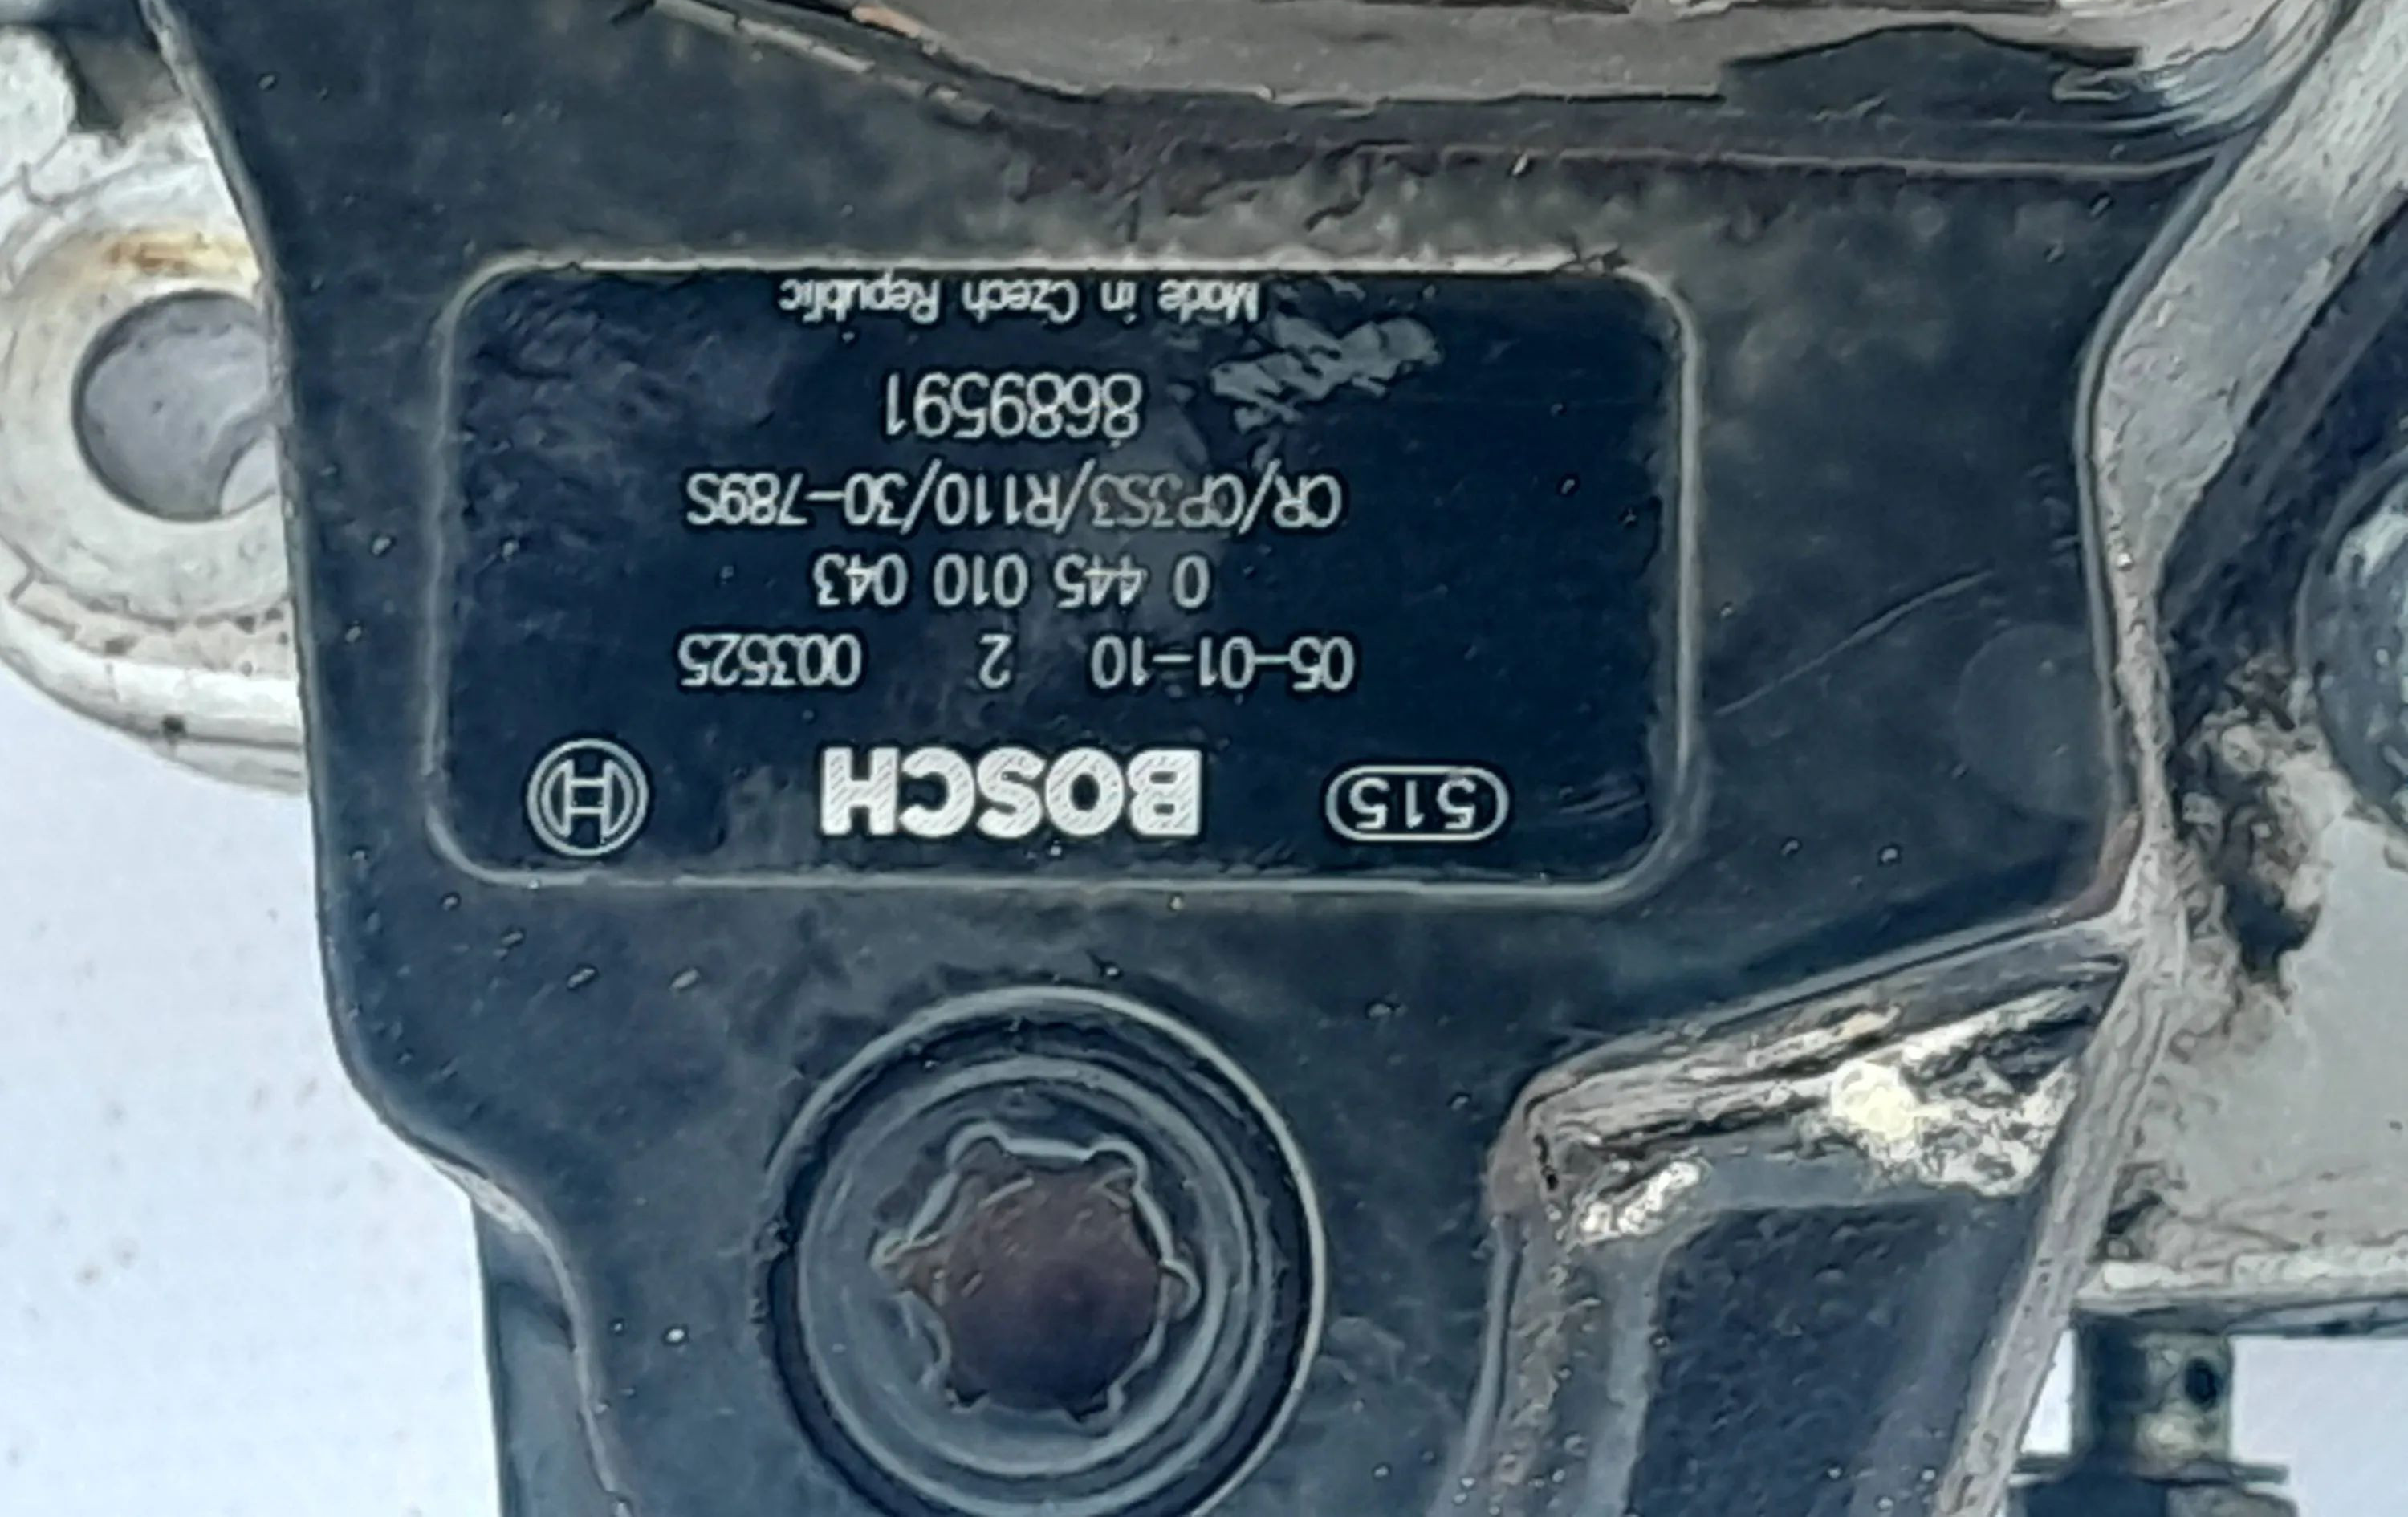 515 BOSCH
05-01-10 2 003525
0 445 010 043
CR/CP3S3/R110/30-789S
8689591
Made in Czech Republic